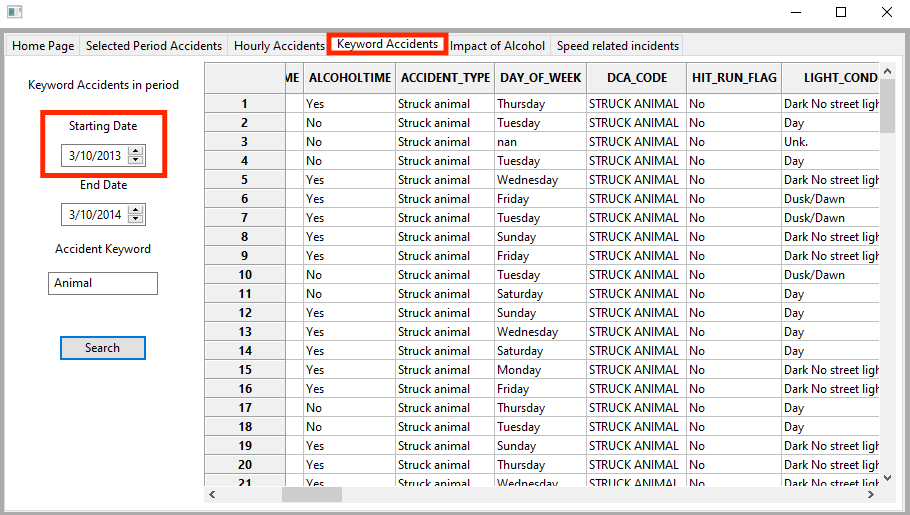 Home Page Selected Period Accidents Hourly Accidents Keyword Accidents Impact of Alcohol Speed related incidents
Keyword Accidents in period
Starting Date
3/10/2013
End Date
3/10/2014
Accident Keyword
Animal
Search
ME ALCOHOLTIME ACCIDENT_TYPE DAY_OF_WEEK DCA_CODE HIT_RUN_FLAG LIGHT_COND
1 Yes Struck animal Thursday STRUCK ANIMAL No Dark No street ligh
2 No Struck animal Tuesday STRUCK ANIMAL No Day
3 No Struck animal nan STRUCK ANIMAL No Unk.
4 No Struck animal Tuesday STRUCK ANIMAL No Day
5 Yes Struck animal Wednesday STRUCK ANIMAL No Dark No street ligh
6 Yes Struck animal Friday STRUCK ANIMAL No Dusk/Dawn
7 Yes Struck animal Tuesday STRUCK ANIMAL No Dusk/Dawn
8 Yes Struck animal Sunday STRUCK ANIMAL No Dark No street ligh
9 Yes Struck animal Friday STRUCK ANIMAL No Dark No street ligh
10 No Struck animal Tuesday STRUCK ANIMAL No Dusk/Dawn
11 No Struck animal Saturday STRUCK ANIMAL No Day
12 Yes Struck animal Sunday STRUCK ANIMAL No Day
13 Yes Struck animal Wednesday STRUCK ANIMAL No Day
14 Yes Struck animal Saturday STRUCK ANIMAL No Day
15 Yes Struck animal Monday STRUCK ANIMAL No Dark No street ligh
16 Yes Struck animal Friday STRUCK ANIMAL No Dark No street ligh
17 No Struck animal Thursday STRUCK ANIMAL No Day
18 No Struck animal Tuesday STRUCK ANIMAL No Day
19 Yes Struck animal Sunday STRUCK ANIMAL No Dark No street ligh
20 Yes Struck animal Thursday STRUCK ANIMAL No Dark No street ligh
21 Yes Struck animal Wednesday STRUCK ANIMAL No Dark No street ligh